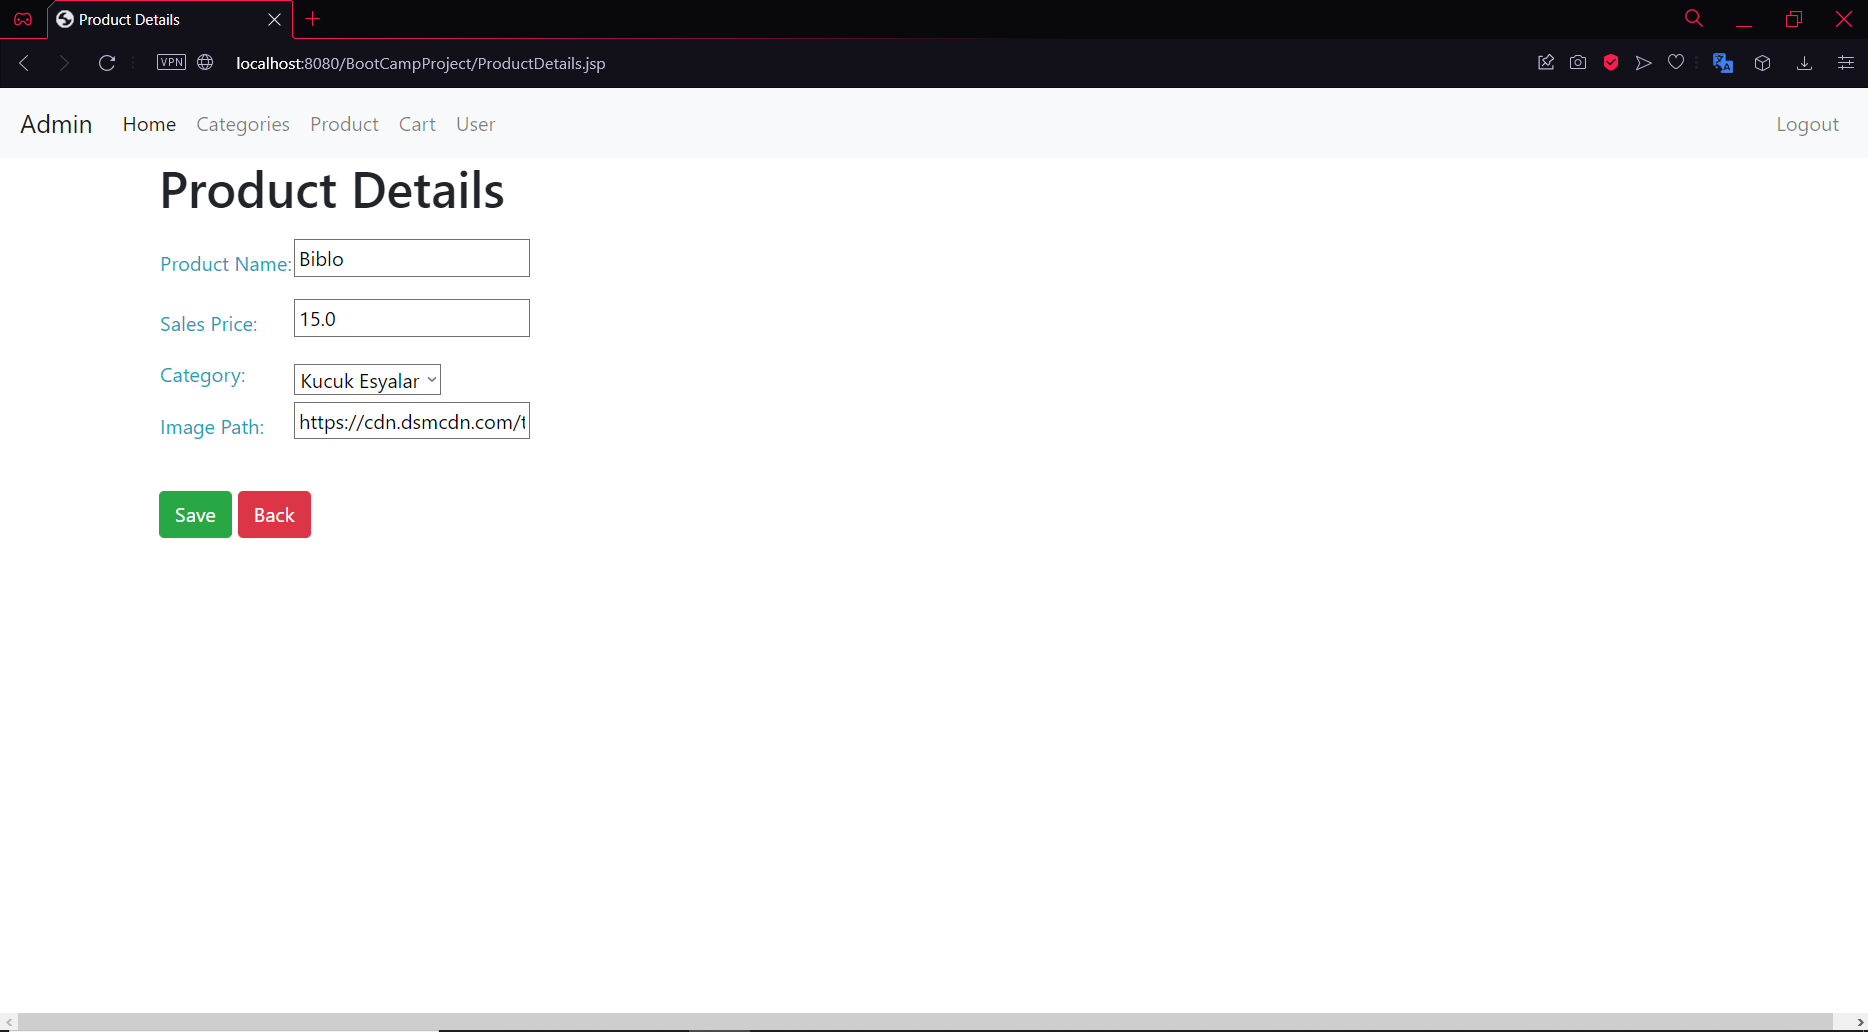 Product Details
VPN localhost:8080/BootCampProject/ProductDetails.jsp
Admin Home Categories Product Cart User Logout
Product Details
Product Name: Biblo
Sales Price: 15.0
Category: Kucuk Esyalar
Image Path: https://cdn.dsmcdn.com/t
Save Back